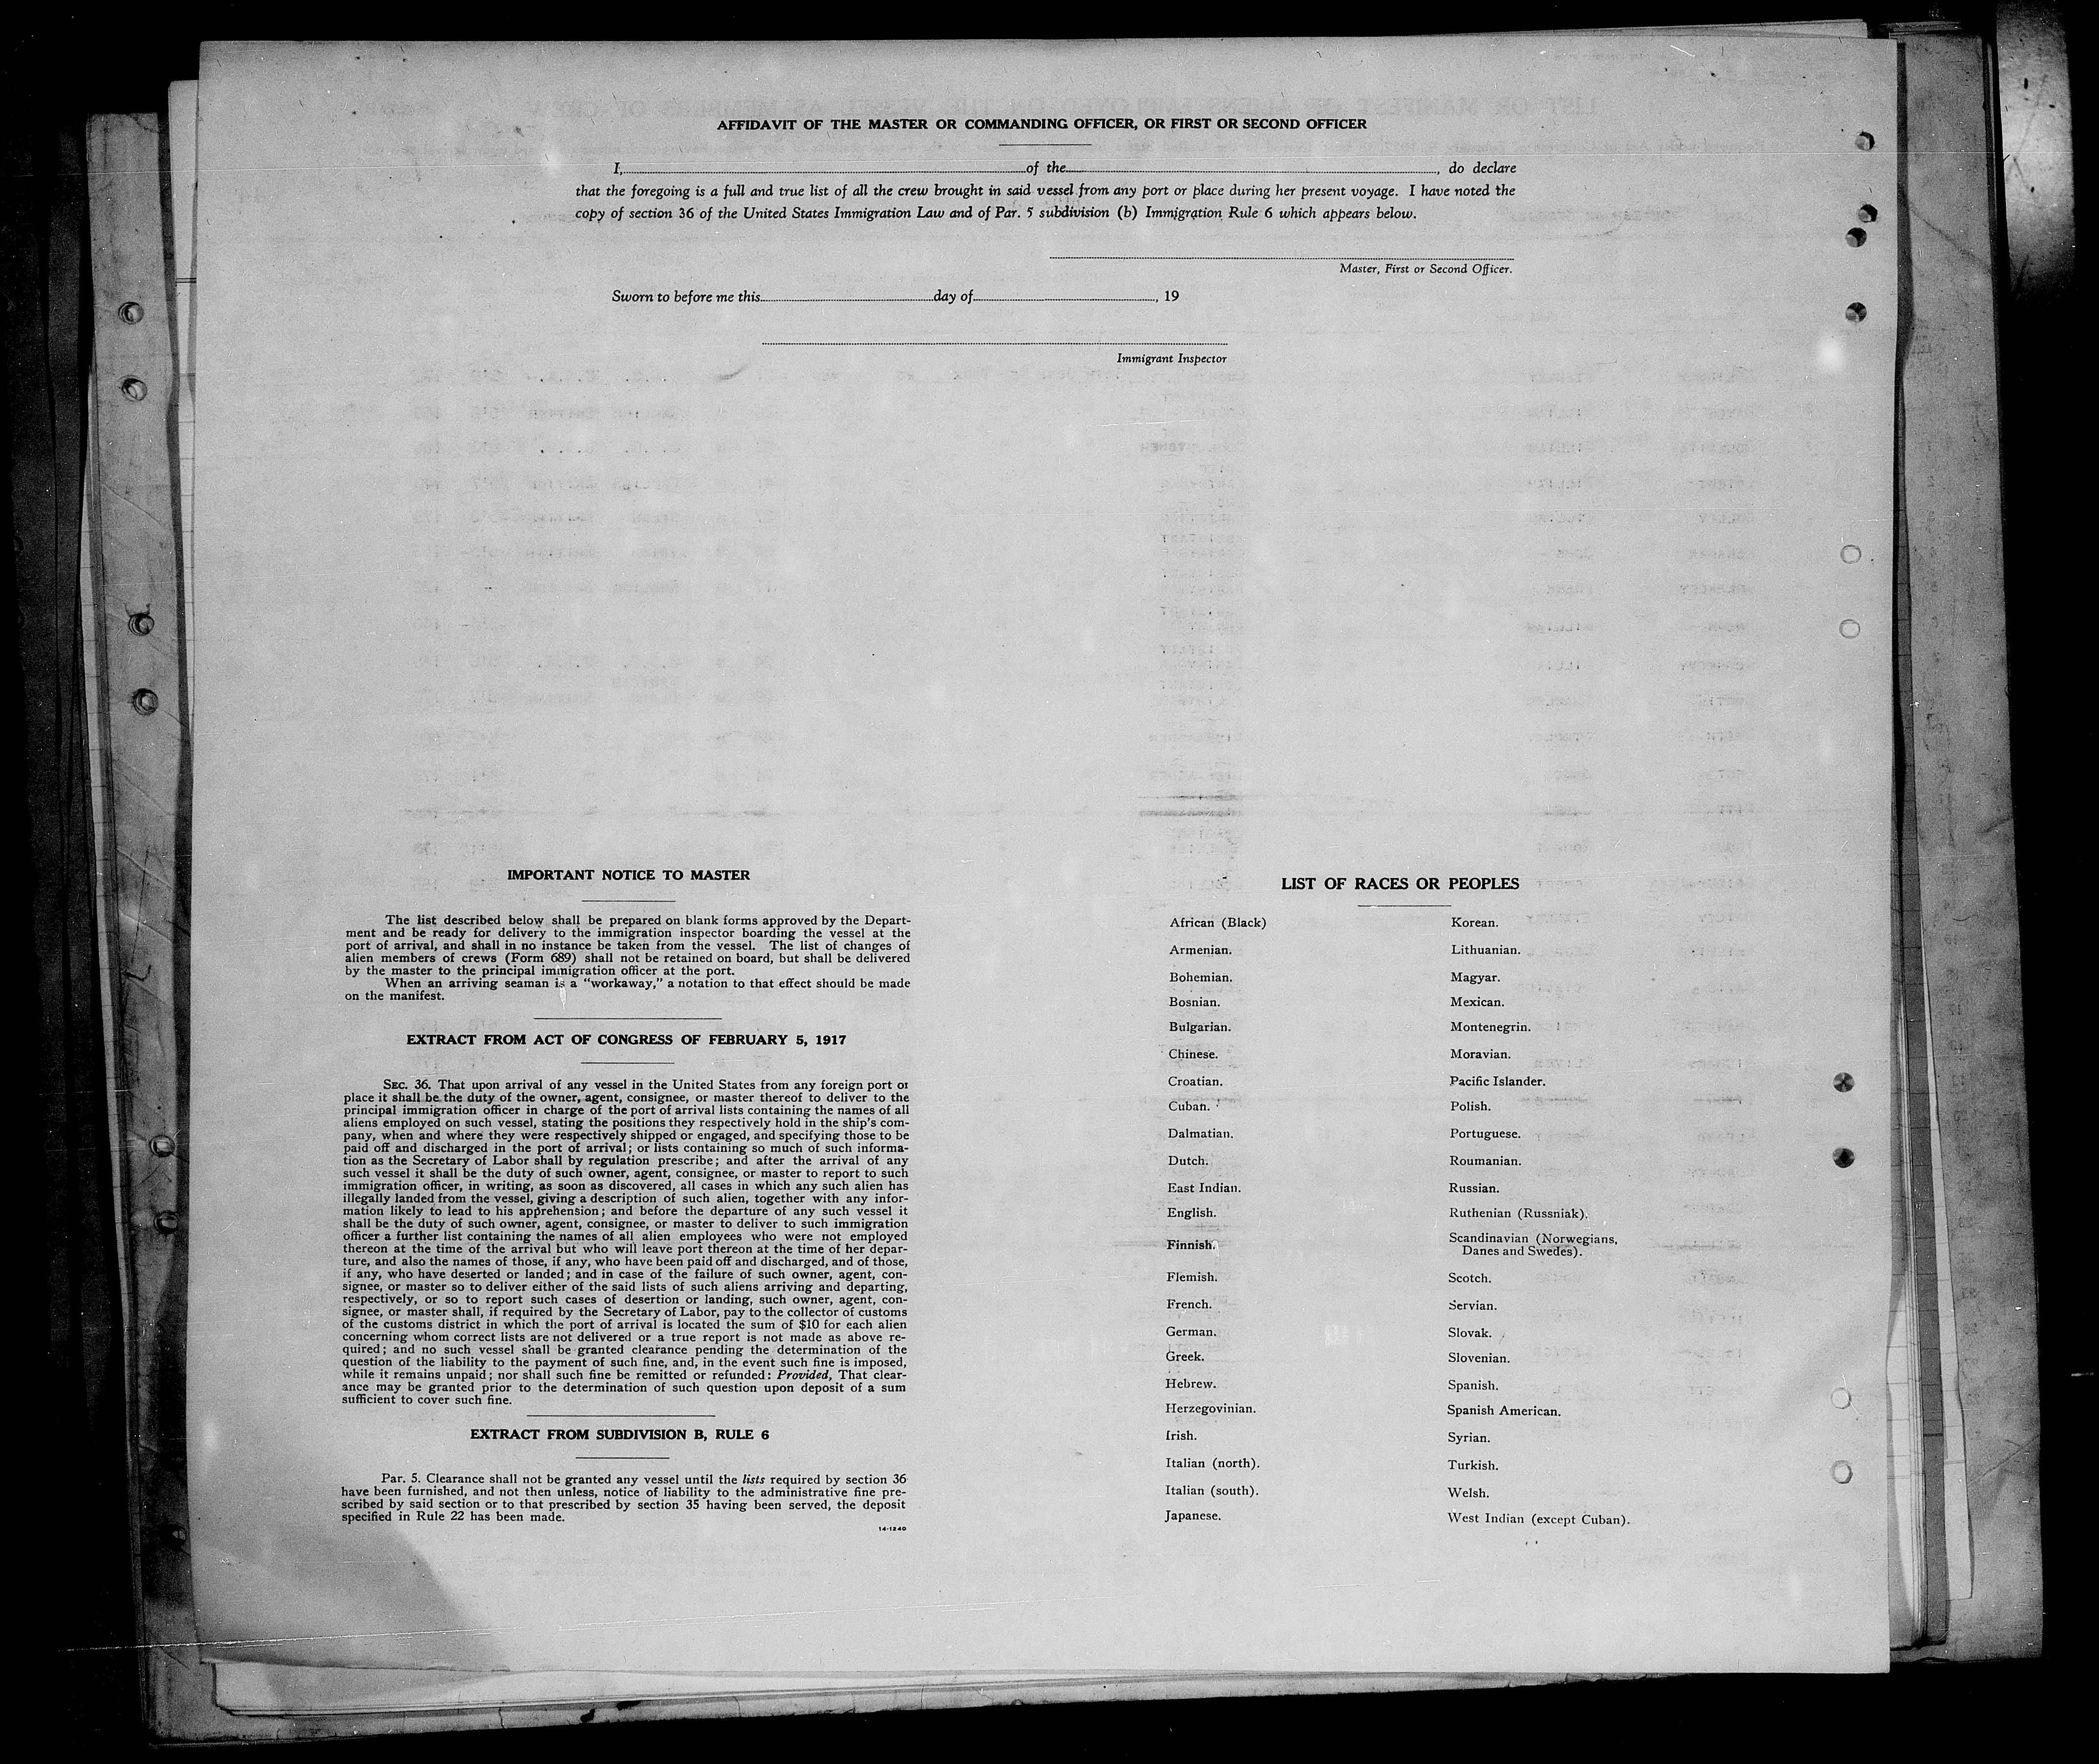 AFFIDAVIT OF THE MASTER OR COMMANDING OFFICER, OR FIRST OR SECOND OFFICER
I, of the , do declare
that the foregoing is a full and true list of all the crew brought in said vessel from any port or place during her present voyage. I have noted the
copy of section 36 of the United States Immigration Law and of Par. 5 subdivision (b) Immigration Rule 6 which appears below.
Master, First or Second Officer.
Sworn to before me this day of , 19
Immigrant Inspector
IMPORTANT NOTICE TO MASTER
The list described below shall be prepared on blank forms approved by the Depart-
ment and be ready for delivery to the immigration inspector boarding the vessel at the
port of arrival, and shall in no instance be taken from the vessel. The list of changes of
alien members of crews (Form 689) shall not be retained on board, but shall be delivered
by the master to the principal immigration officer at the port.
When an arriving seaman is a "workaway," a notation to that effect should be made
on the manifest.
EXTRACT FROM ACT OF CONGRESS OF FEBRUARY 5, 1917
SEC. 36. That upon arrival of any vessel in the United States from any foreign port or
place it shall be the duty of the owner, agent, consignee, or master thereof to deliver to the
principal immigration officer in charge of the port of arrival lists containing the names of all
aliens employed on such vessel, stating the positions they respectively hold in the ship's com-
pany, when and where they were respectively shipped or engaged, and specifying those to be
paid off and discharged in the port of arrival; or lists containing so much of such informa-
tion as the Secretary of Labor shall by regulation prescribe; and after the arrival of any
such vessel it shall be the duty of such owner, agent, consignee, or master to report to such
immigration officer, in writing, as soon as discovered, all cases in which any such alien has
illegally landed from the vessel, giving a description of such alien, together with any infor-
mation likely to lead to his apprehension; and before the departure of any such vessel it
shall be the duty of such owner, agent, consignee, or master to deliver to such immigration
officer a further list containing the names of all alien employees who were not employed
thereon at the time of the arrival but who will leave port thereon at the time of her depar-
ture, and also the names of those, if any, who have been paid off and discharged, and of those,
if any, who have deserted or landed; and in case of the failure of such owner, agent, con-
signee, or master so to deliver either of the said lists of such aliens arriving and departing,
respectively, or so to report such cases of desertion or landing, such owner, agent, con-
signee, or master shall, if required by the Secretary of Labor, pay to the collector of customs
of the customs district in which the port of arrival is located the sum of $10 for each alien
concerning whom correct lists are not delivered or a true report is not made as above re-
quired; and no such vessel shall be granted clearance pending the determination of the
question of the liability to the payment of such fine, and, in the event such fine is imposed,
while it remains unpaid; nor shall such fine be remitted or refunded: Provided, That clear-
ance may be granted prior to the determination of such question upon deposit of a sum
sufficient to cover such fine.
EXTRACT FROM SUBDIVISION B, RULE 6
Par. 5. Clearance shall not be granted any vessel until the lists required by section 36
have been furnished, and not then unless, notice of liability to the administrative fine pre-
scribed by said section or to that prescribed by section 35 having been served, the deposit
specified in Rule 22 has been made.
14-1240
LIST OF RACES OR PEOPLES
African (Black)
Armenian.
Bohemian.
Bosnian.
Bulgarian.
Chinese.
Croatian.
Cuban.
Dalmatian.
Dutch.
East Indian.
English.
Finnish.
Flemish.
French.
German.
Greek.
Hebrew.
Herzegovinian.
Irish.
Italian (north).
Italian (south).
Japanese.
Korean.
Lithuanian.
Magyar.
Mexican.
Montenegrin.
Moravian.
Pacific Islander.
Polish.
Portuguese.
Roumanian.
Russian.
Ruthenian (Russniak).
Scandinavian (Norwegians,
Danes and Swedes).
Scotch.
Servian.
Slovak.
Slovenian.
Spanish.
Spanish American.
Syrian.
Turkish.
Welsh.
West Indian (except Cuban).